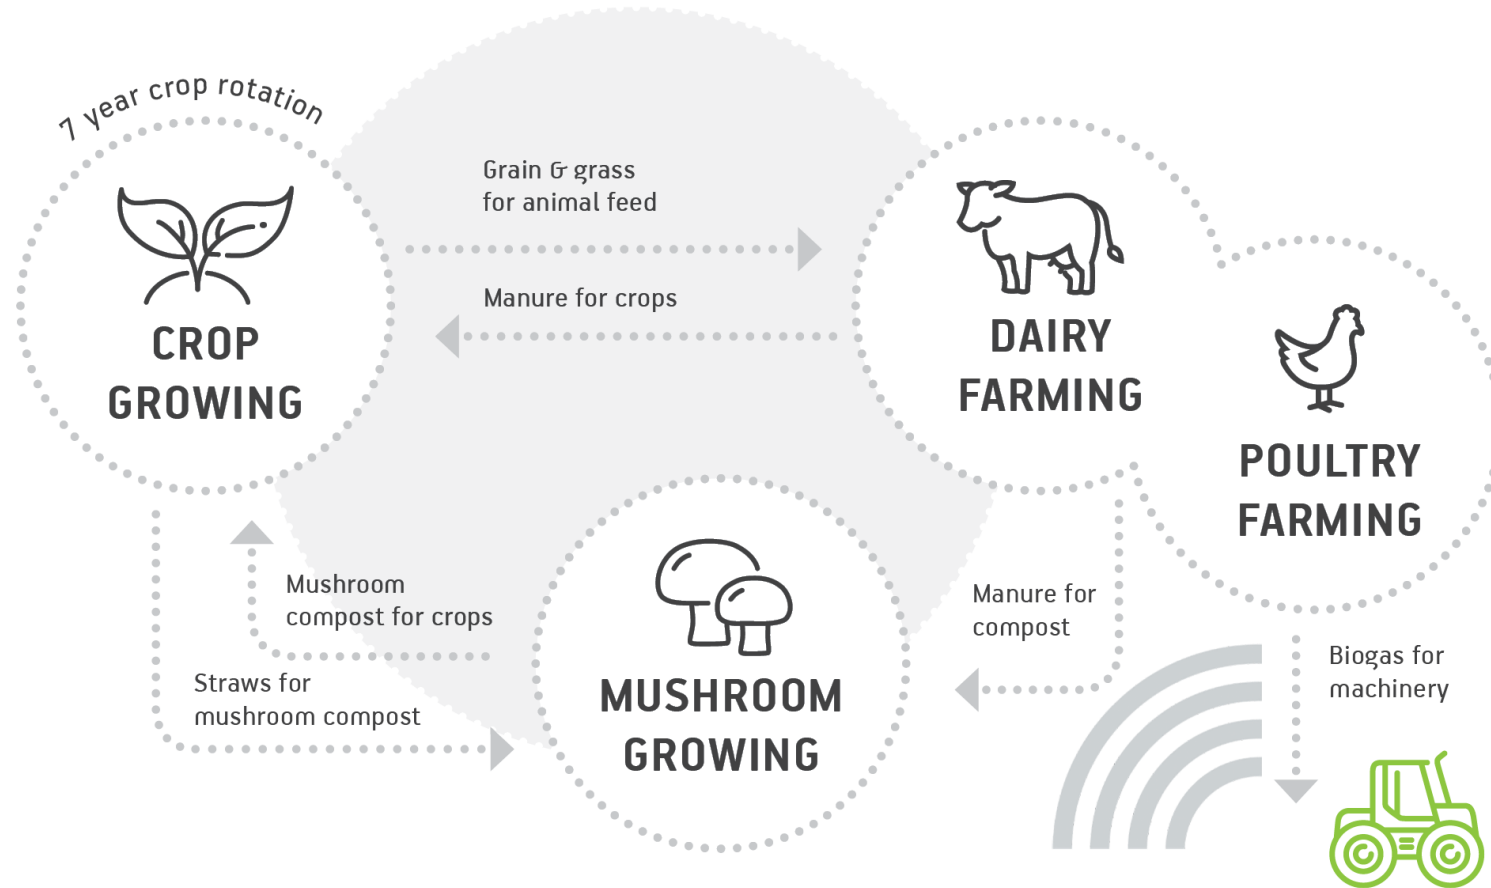 7 year crop rotation
CROP
GROWING
Grain & grass
for animal feed
Manure for crops
DAIRY
FARMING
POULTRY
FARMING
Mushroom
compost for crops
Straws for
mushroom compost
MUSHROOM
GROWING
Manure for
compost
Biogas for
machinery